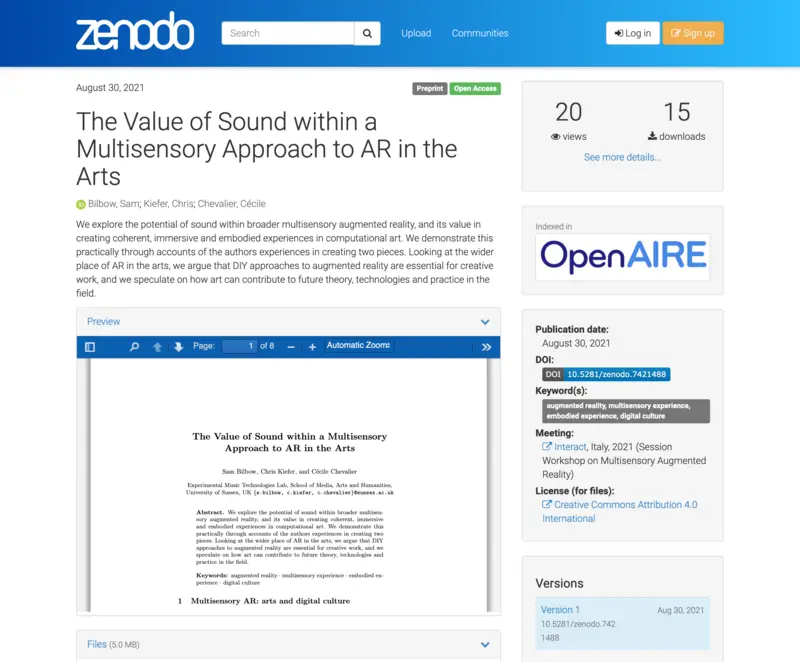 zenodo
Search
Upload
Communities
Log in
Sign up
August 30, 2021
Preprint
Open Access
The Value of Sound within a
Multisensory Approach to AR in the
Arts
Bilbow, Sam; Kiefer, Chris; Chevalier, Cécile
We explore the potential of sound within broader multisensory augmented reality, and its value in
creating coherent, immersive and embodied experiences in computational art. We demonstrate this
practically through accounts of the authors experiences in creating two pieces. Looking at the wider
place of AR in the arts, we argue that DIY approaches to augmented reality are essential for creative
work, and we speculate on how art can contribute to future theory, technologies and practice in the
field.
Preview
Page: 1 of 8
Automatic Zoom
The Value of Sound within a Multisensory
Approach to AR in the Arts
Sam Bilbow, Chris Kiefer, and Cécile Chevalier
Experimental Music Technologies Lab, School of Media, Arts and Humanities,
University of Sussex, UK {s.bilbow, c.kiefer, c.chevalier}@sussex.ac.uk
Abstract. We explore the potential of sound within broader multisen-
sory augmented reality, and its value in creating coherent, immersive
and embodied experiences in computational art. We demonstrate this
practically through accounts of the authors experiences in creating two
pieces. Looking at the wider place of AR in the arts, we argue that DIY
approaches to augmented reality are essential for creative work, and we
speculate on how art can contribute to future theory, technologies and
practice in the field.
Keywords: augmented reality · multisensory experience · embodied ex-
perience · digital culture
1 Multisensory AR: arts and digital culture
Files (5.0 MB)
20
views
15
downloads
See more details...
Indexed in
OpenAIRE
Publication date:
August 30, 2021
DOI:
DOI 10.5281/zenodo.7421488
Keyword(s):
augmented reality, multisensory experience,
embodied experience, digital culture
Meeting:
Interact, Italy, 2021 (Session
Workshop on Multisensory Augmented
Reality)
License (for files):
Creative Commons Attribution 4.0
International
Versions
Version 1
Aug 30, 2021
10.5281/zenodo.742
1488